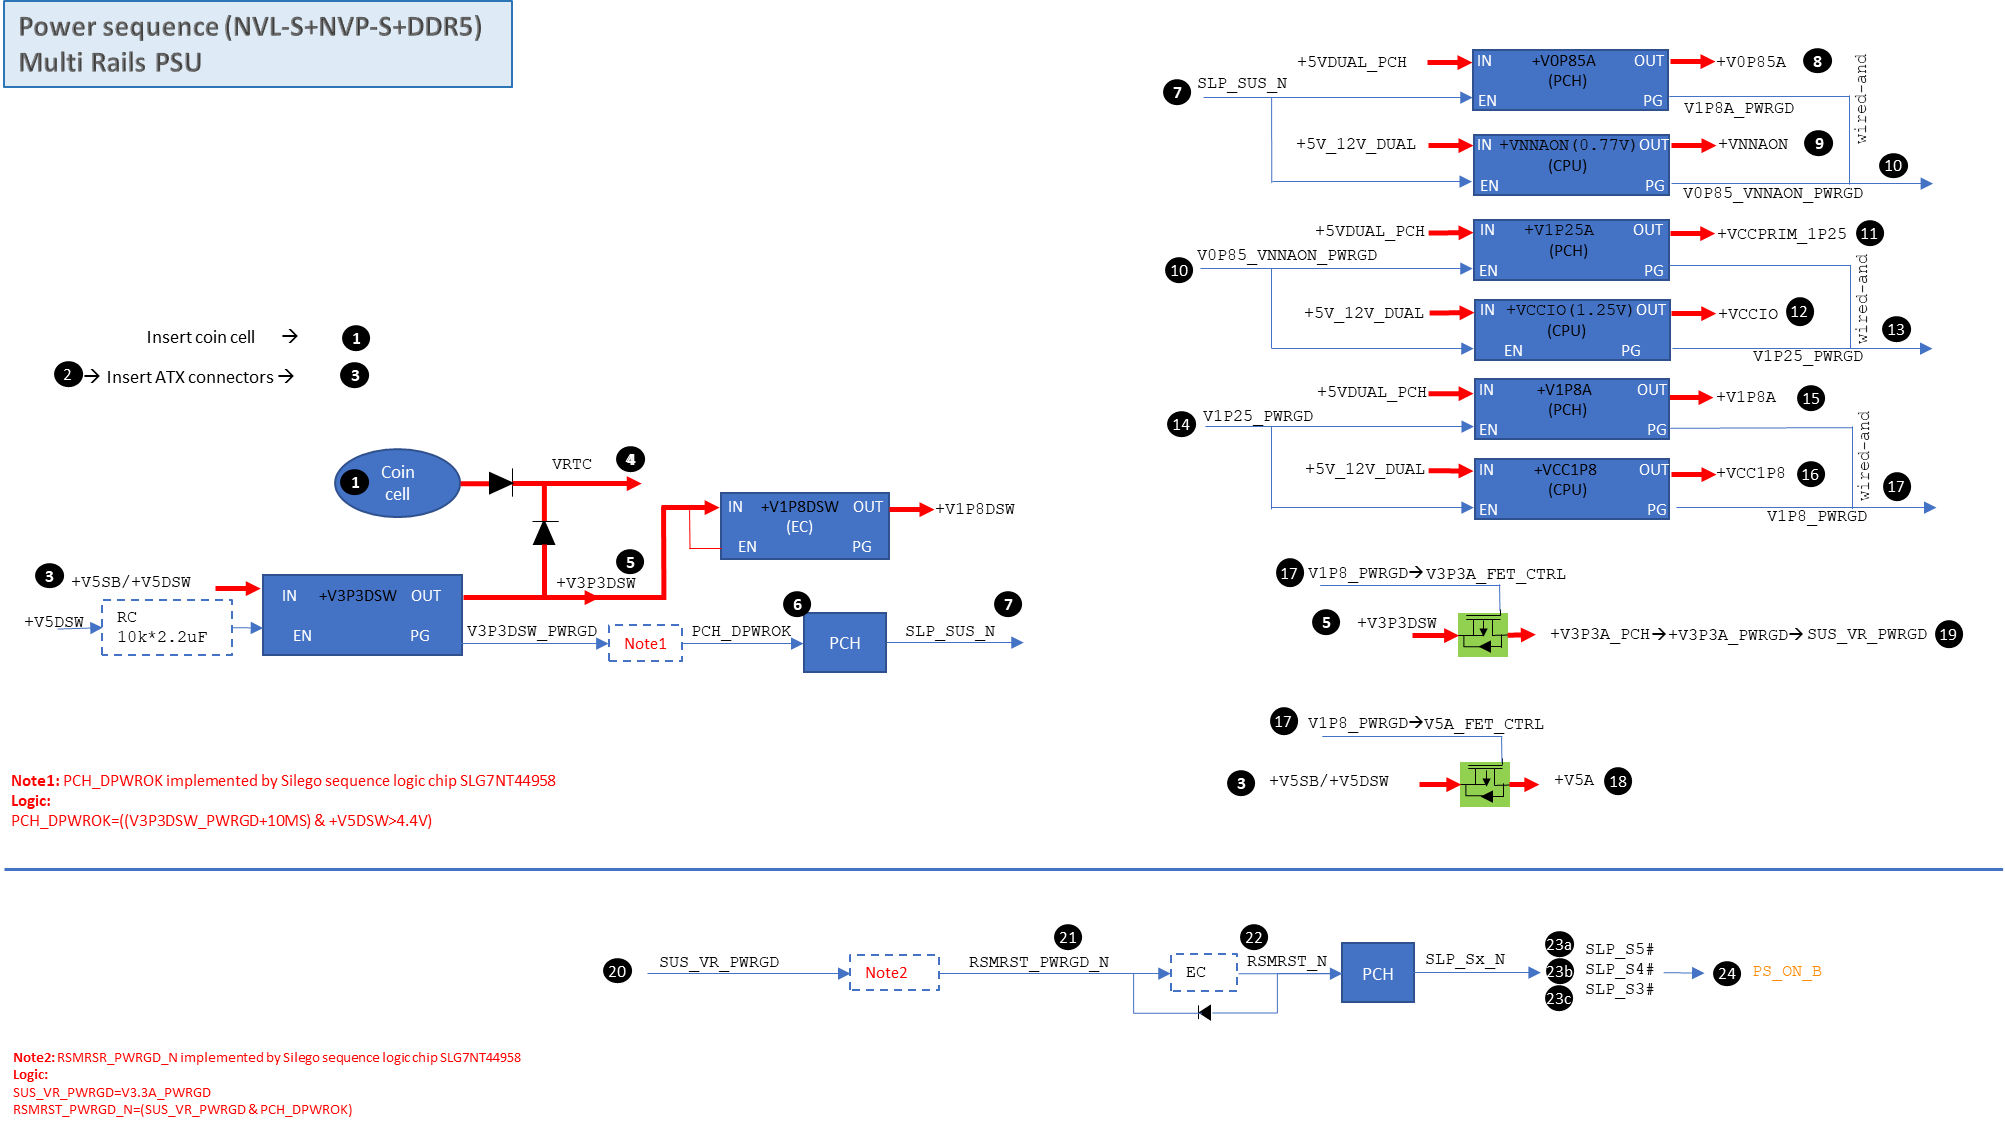 Power sequence (NVL-S+NVP-S+DDR5)
Multi Rails PSU
Insert coin cell → 1
2 → Insert ATX connectors → 3
1 Coin
cell
VRTC 4
IN +V1P8DSW OUT
(EC)
EN PG
+V1P8DSW
5
+V3P3DSW
3 +V5SB/+V5DSW
+V5DSW
RC
10k*2.2uF
IN +V3P3DSW OUT
EN PG
V3P3DSW_PWRGD
Note1
PCH_DPWROK
6
PCH
SLP_SUS_N
7
Note1: PCH_DPWROK implemented by Silego sequence logic chip SLG7NT44958
Logic:
PCH_DPWROK=((V3P3DSW_PWRGD+10MS) & +V5DSW>4.4V)
+5VDUAL_PCH
7 SLP_SUS_N
IN +V0P85A OUT
(PCH)
EN PG
+V0P85A 8
V1P8A_PWRGD
wired-and
+5V_12V_DUAL
IN +VNNAON(0.77V) OUT
(CPU)
EN PG
+VNNAON 9
10
V0P85_VNNAON_PWRGD
+5VDUAL_PCH
10 V0P85_VNNAON_PWRGD
IN +V1P25A OUT
(PCH)
EN PG
+VCCPRIM_1P25 11
wired-and
+5V_12V_DUAL
IN +VCCIO(1.25V) OUT
(CPU)
EN PG
+VCCIO 12
13
V1P25_PWRGD
+5VDUAL_PCH
14 V1P25_PWRGD
IN +V1P8A OUT
(PCH)
EN PG
+V1P8A 15
wired-and
+5V_12V_DUAL
IN +VCC1P8 OUT
(CPU)
EN PG
+VCC1P8 16
17
V1P8_PWRGD
17 V1P8_PWRGD→V3P3A_FET_CTRL
5 +V3P3DSW
+V3P3A_PCH→+V3P3A_PWRGD→SUS_VR_PWRGD 19
17 V1P8_PWRGD→V5A_FET_CTRL
3 +V5SB/+V5DSW
+V5A 18
20 SUS_VR_PWRGD
Note2
21
RSMRST_PWRGD_N
EC
22
RSMRST_N
PCH
SLP_Sx_N
23a SLP_S5#
23b SLP_S4#
23c SLP_S3#
24 PS_ON_B
Note2: RSMRSR_PWRGD_N implemented by Silego sequence logic chip SLG7NT44958
Logic:
SUS_VR_PWRGD=V3.3A_PWRGD
RSMRST_PWRGD_N=(SUS_VR_PWRGD & PCH_DPWROK)